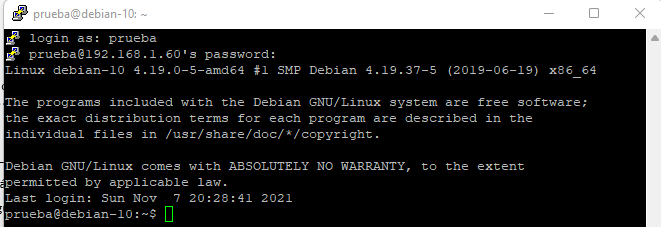 prueba@debian-10: ~
login as: prueba
prueba@192.168.1.60's password:
Linux debian-10 4.19.0-5-amd64 #1 SMP Debian 4.19.37-5 (2019-06-19) x86_64
The programs included with the Debian GNU/Linux system are free software;
the exact distribution terms for each program are described in the
individual files in /usr/share/doc/*/copyright.
Debian GNU/Linux comes with ABSOLUTELY NO WARRANTY, to the extent
permitted by applicable law.
Last login: Sun Nov  7 20:28:41 2021
prueba@debian-10:~$